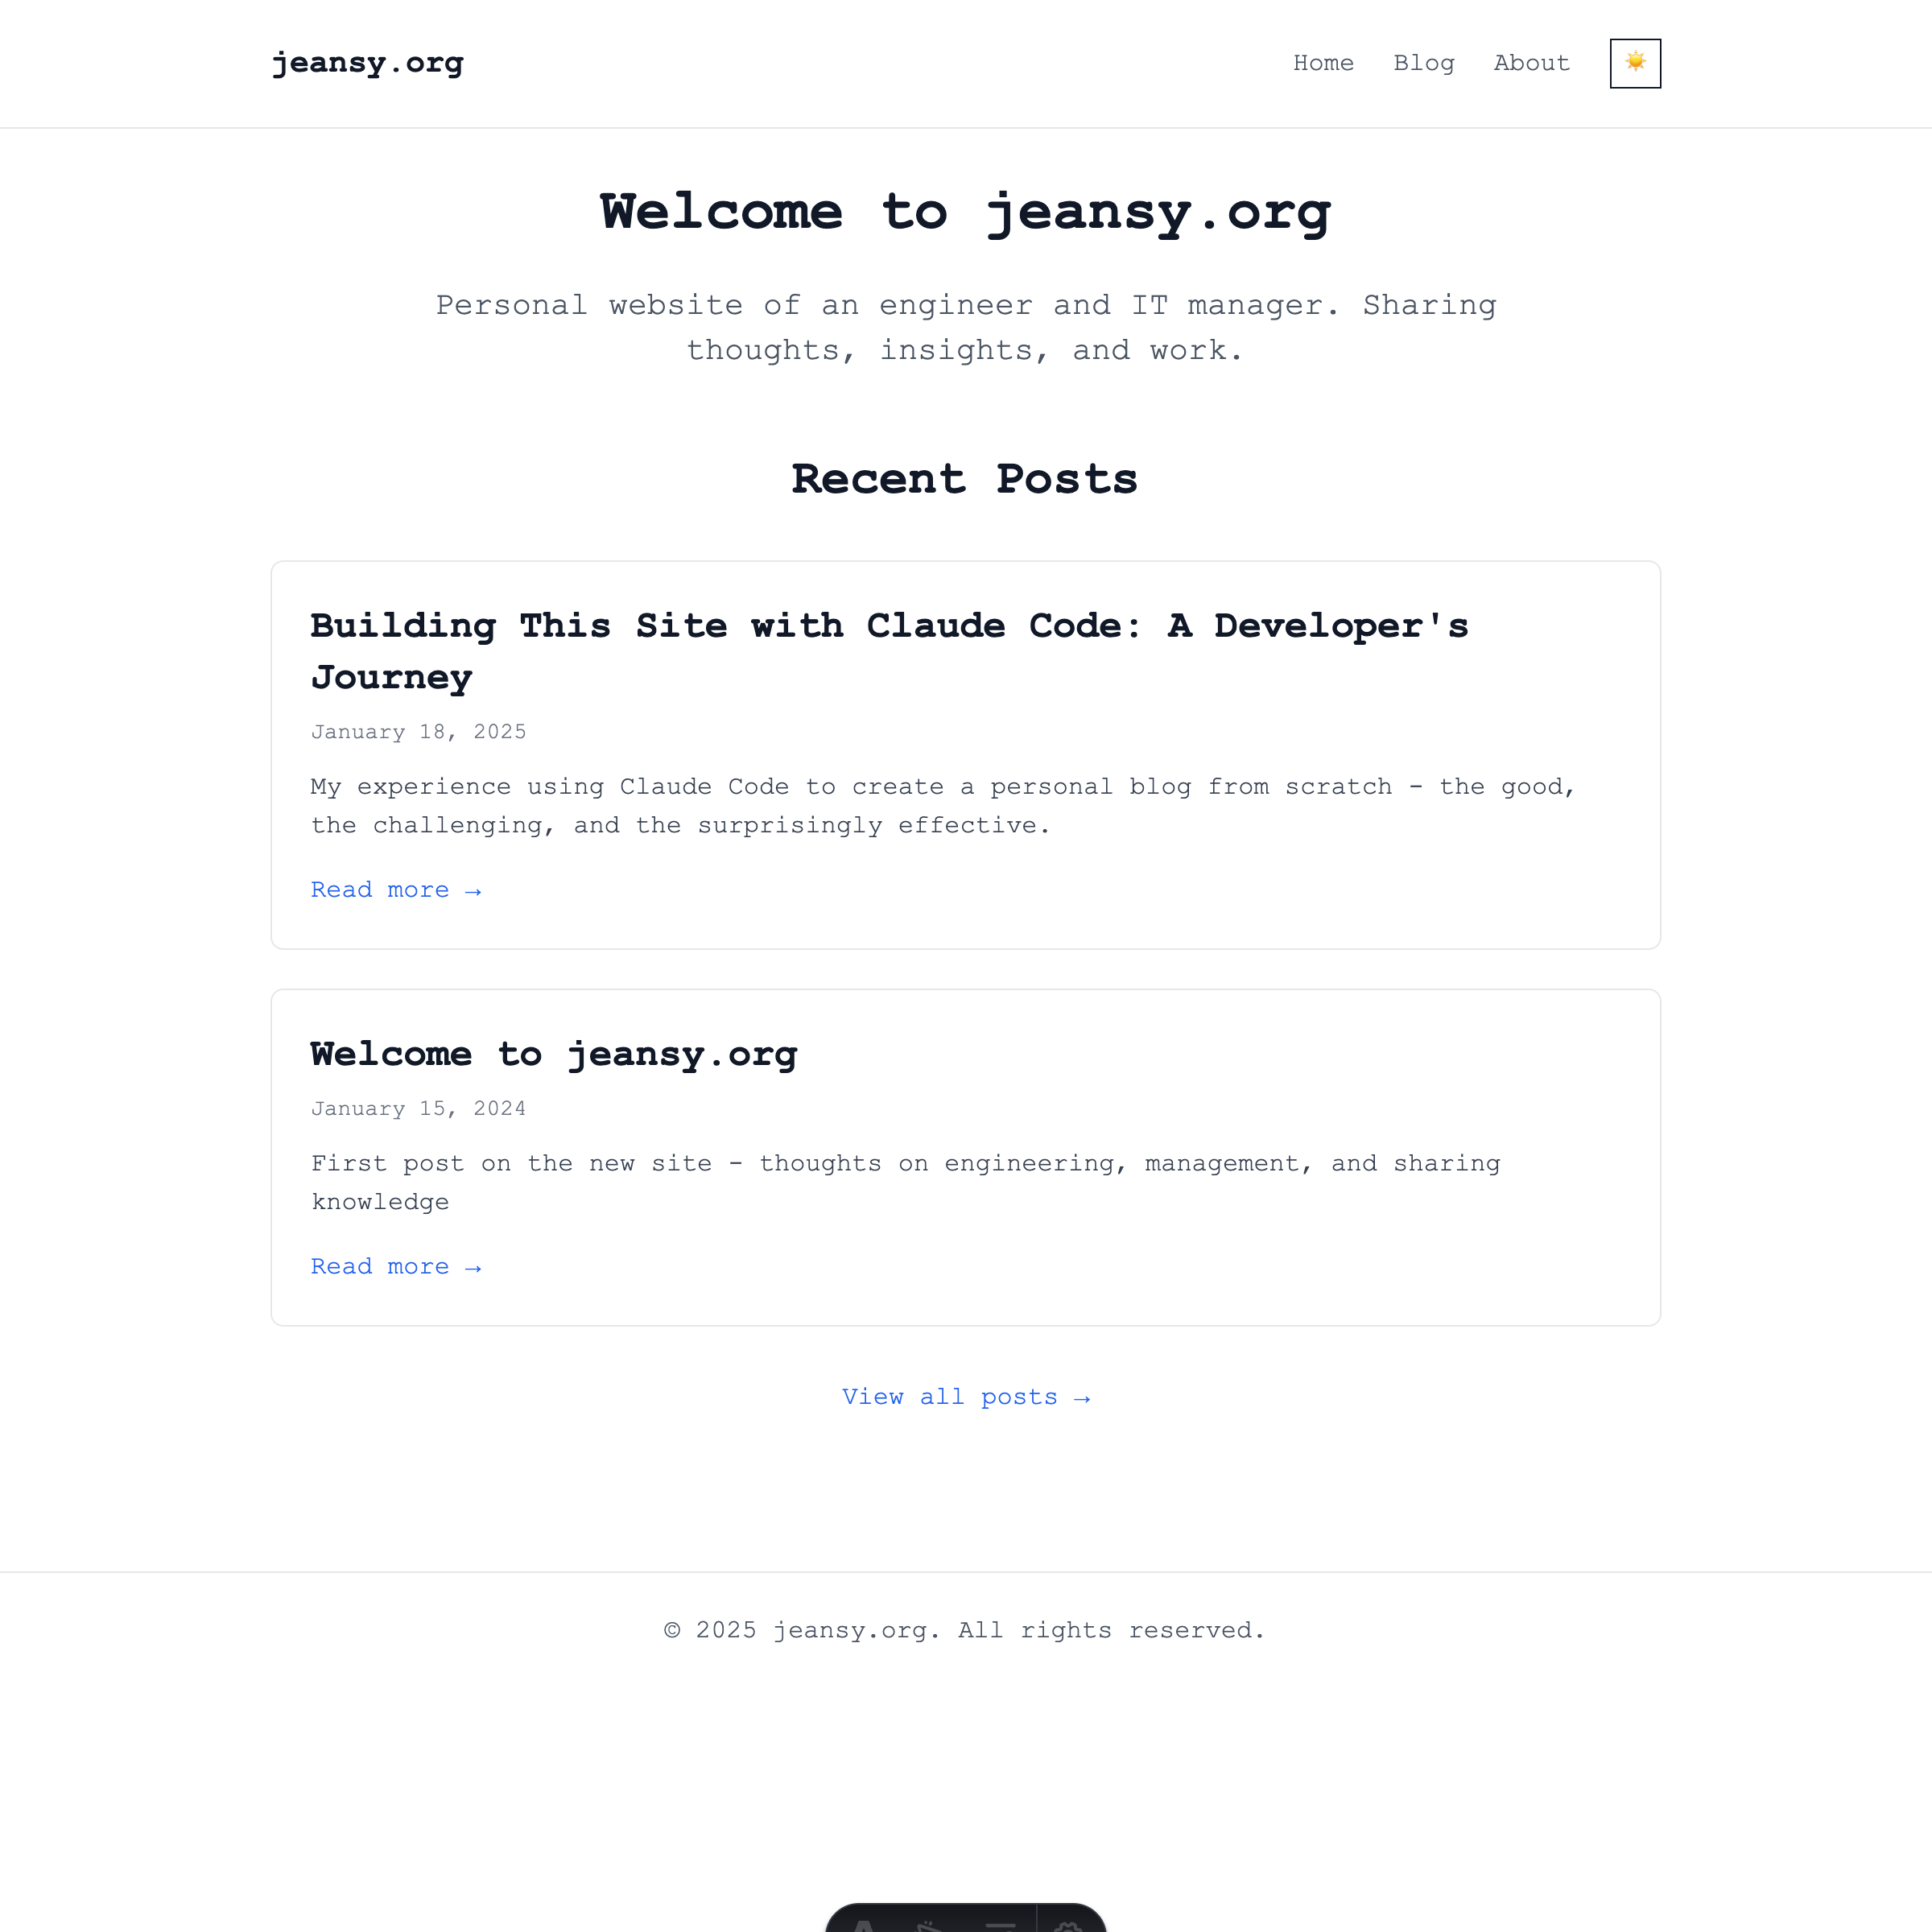 jeansy.org
Home Blog About
Welcome to jeansy.org
Personal website of an engineer and IT manager. Sharing
thoughts, insights, and work.
Recent Posts
Building This Site with Claude Code: A Developer's
Journey
January 18, 2025
My experience using Claude Code to create a personal blog from scratch - the good,
the challenging, and the surprisingly effective.
Read more →
Welcome to jeansy.org
January 15, 2024
First post on the new site - thoughts on engineering, management, and sharing
knowledge
Read more →
View all posts →
© 2025 jeansy.org. All rights reserved.